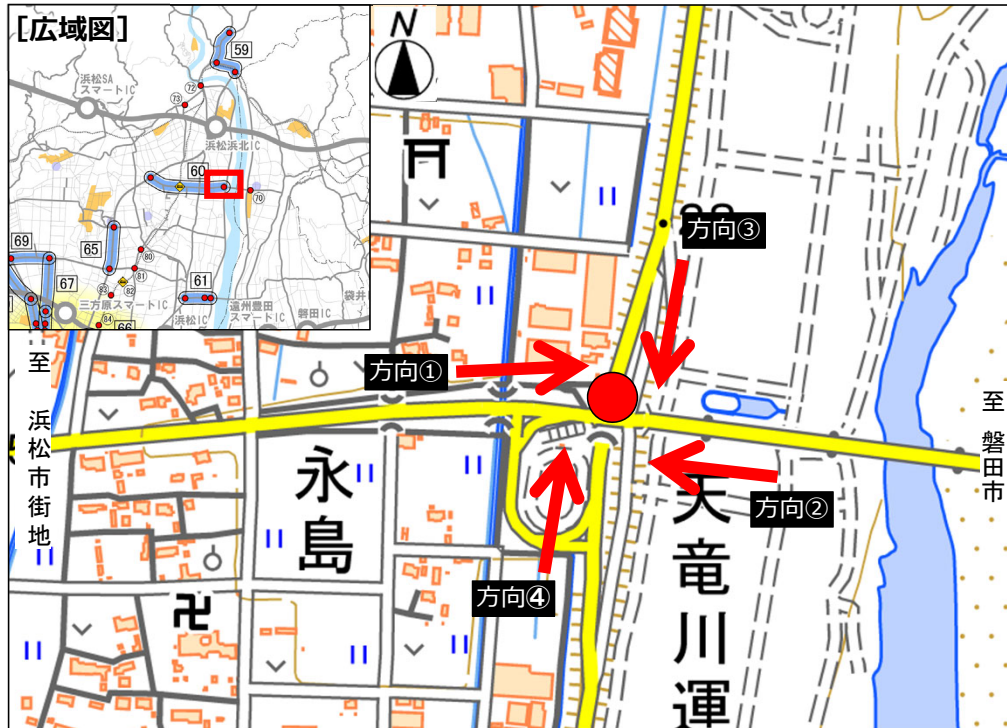 [広域図]
59
浜松SA
スマートIC
72
73
浜松浜北IC
60
70
65
69
67
80
81
82
83
61
三方原スマートIC
84
66
浜松IC
遠州豊田
スマートIC
磐田IC
袋井
N
方向③
方向①
方向②
方向④
至 浜松市街地
至 磐田市
永島
天竜川運